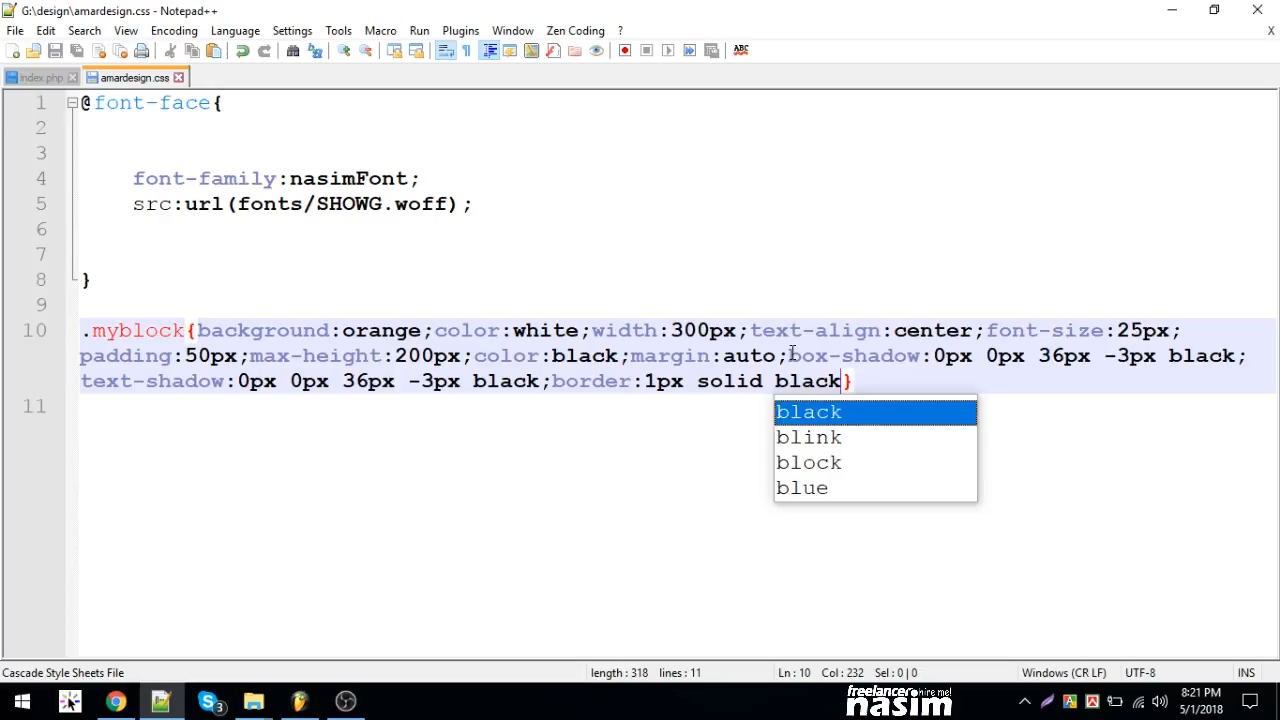 G:\design\amardesign.css - Notepad++
File Edit Search View Encoding Language Settings Tools Macro Run Plugins Window Zen Coding ? X
ABC
index.php amardesign.css
1 @font-face{
2
3
4 font-family:nasimFont;
5 src:url(fonts/SHOWG.woff);
6
7
8 }
9
10 .myblock{background:orange;color:white;width:300px;text-align:center;font-size:25px;
padding:50px;max-height:200px;color:black;margin:auto;box-shadow:0px 0px 36px -3px black;
text-shadow:0px 0px 36px -3px black;border:1px solid black}
11
black
blink
block
blue
Cascade Style Sheets File length : 318 lines : 11 Ln : 10 Col : 232 Sel : 0 | 0 Windows (CR LF) UTF-8 INS
3 freelancer hire me! 8:21 PM
nasim 5/1/2018